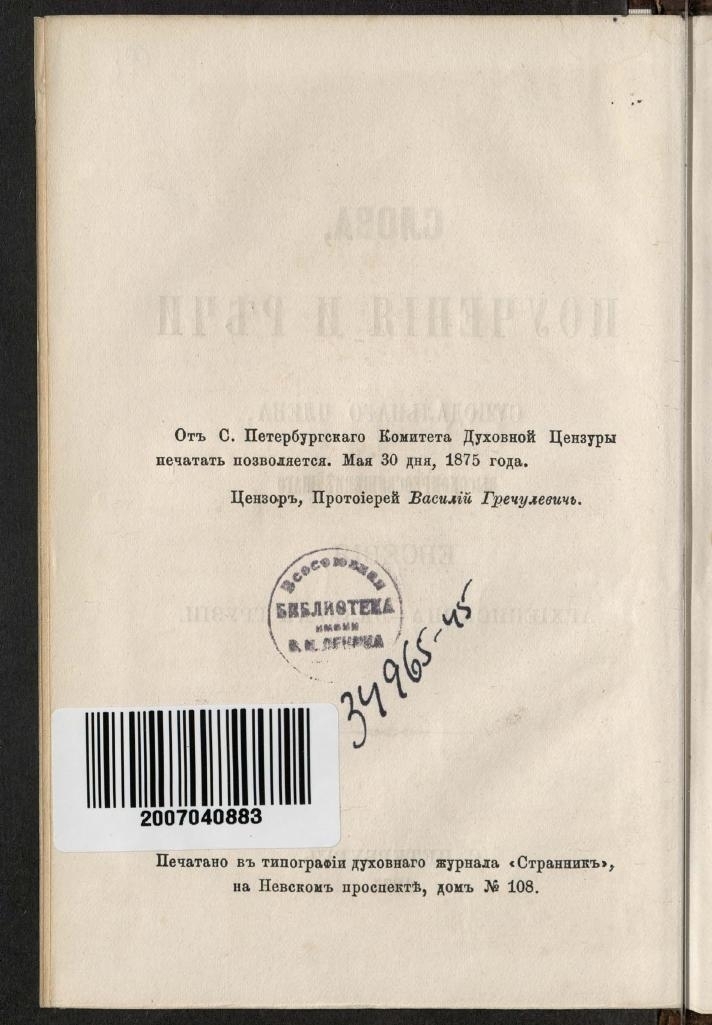 Отъ С. Петербургскаго Комитета Духовной Цензуры
печатать позволяется. Мая 30 дня, 1875 года.
Цензоръ, Протоіерей Василій Гречулевичь.
Всесоюзная
БИБЛИОТЕКА
имени
В. И. ЛЕНИНА
34965-45
2007040883
Печатано въ типографіи духовнаго журнала «Странникъ»,
на Невскомъ проспектѣ, домъ № 108.